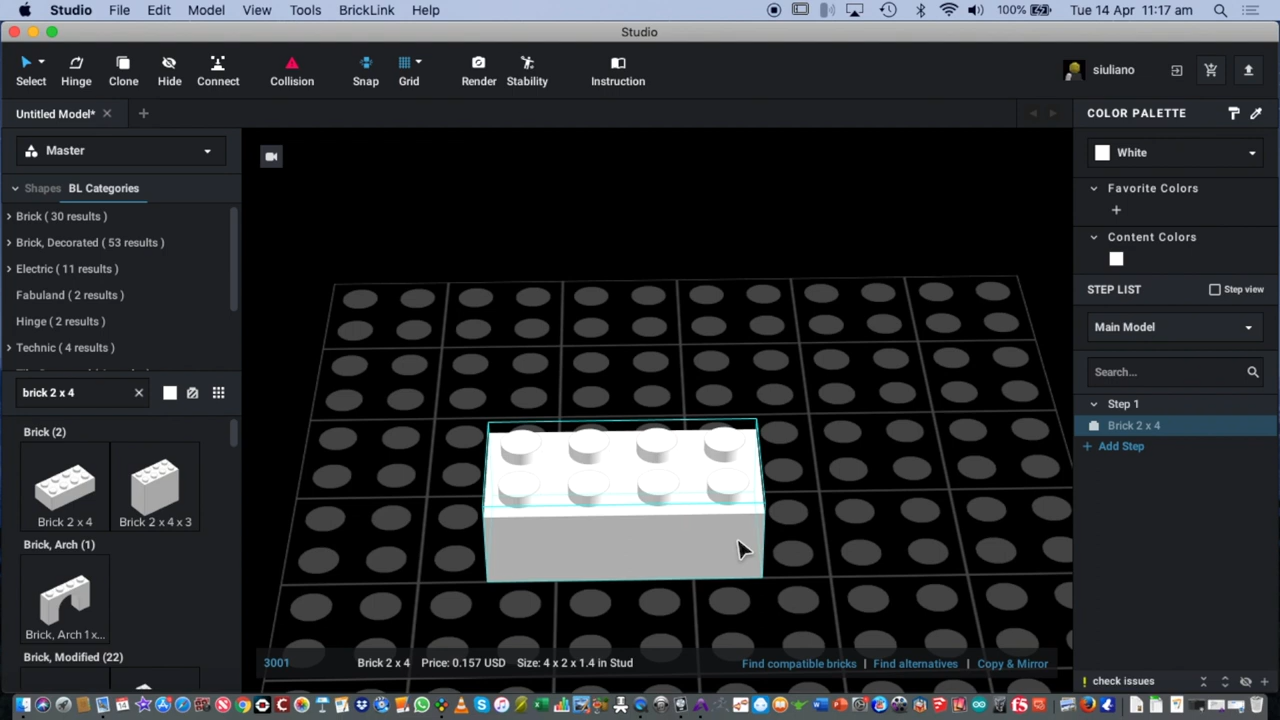 Studio File Edit Model View Tools BrickLink Help 100% Tue 14 Apr 11:17 am
Studio
Select Hinge Clone Hide Connect Collision Snap Grid Render Stability Instruction siuliano
Untitled Model*
COLOR PALETTE
Master
White
Shapes BL Categories
Favorite Colors
Brick ( 30 results )
Brick, Decorated ( 53 results )
Content Colors
Electric ( 11 results )
STEP LIST Step view
Fabuland ( 2 results )
Hinge ( 2 results )
Main Model
Technic ( 4 results )
Search...
brick 2 x 4
Step 1
Brick 2 x 4
Brick (2)
+ Add Step
Brick 2 x 4 Brick 2 x 4 x 3
Brick, Arch (1)
Brick, Arch 1 x...
Brick, Modified (22)
3001 Brick 2 x 4 Price: 0.157 USD Size: 4 x 2 x 1.4 in Stud Find compatible bricks | Find alternatives | Copy & Mirror
check issues